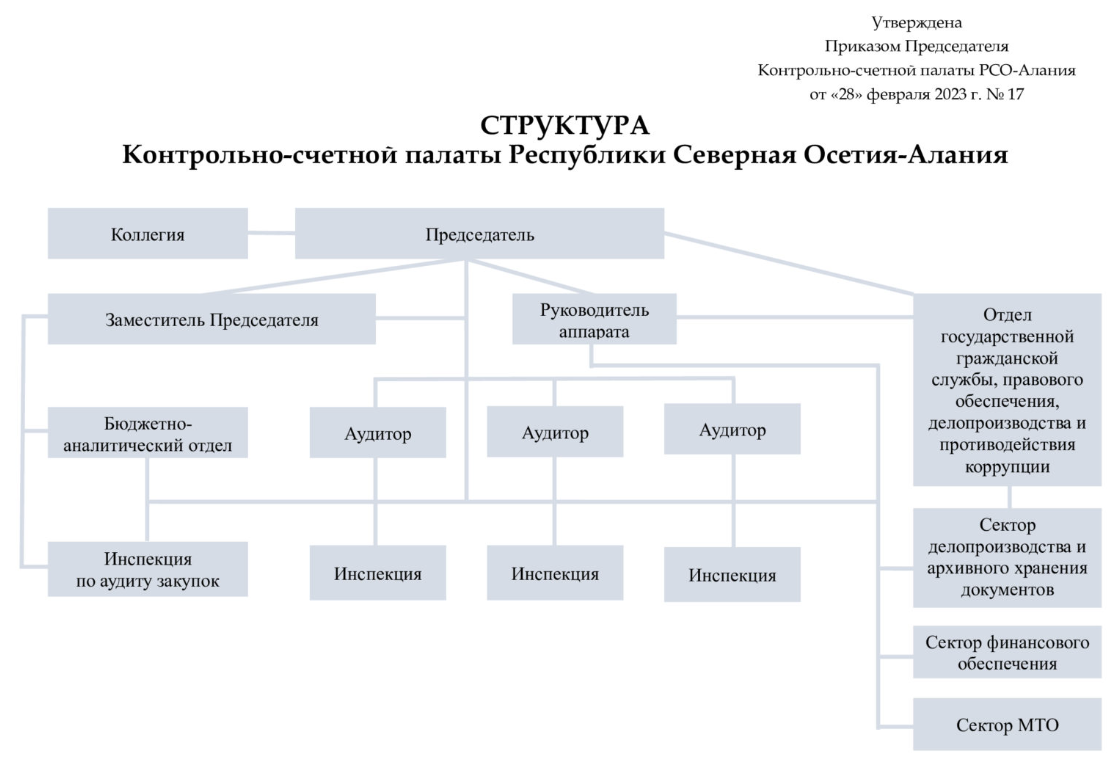 Утверждена
Приказом Председателя
Контрольно-счетной палаты РСО-Алания
от «28» февраля 2023 г. № 17
СТРУКТУРА
Контрольно-счетной палаты Республики Северная Осетия-Алания
Коллегия
Председатель
Заместитель Председателя
Руководитель
аппарата
Отдел
государственной
гражданской
службы, правового
обеспечения,
делопроизводства и
противодействия
коррупции
Бюджетно-
аналитический отдел
Аудитор
Аудитор
Аудитор
Инспекция
по аудиту закупок
Инспекция
Инспекция
Инспекция
Сектор
делопроизводства и
архивного хранения
документов
Сектор финансового
обеспечения
Сектор МТО